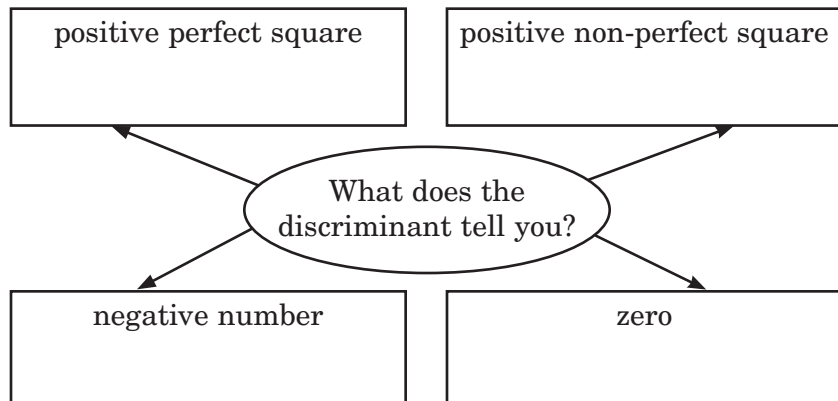 positive perfect square
positive non-perfect square
What does the
discriminant tell you?
negative number
zero